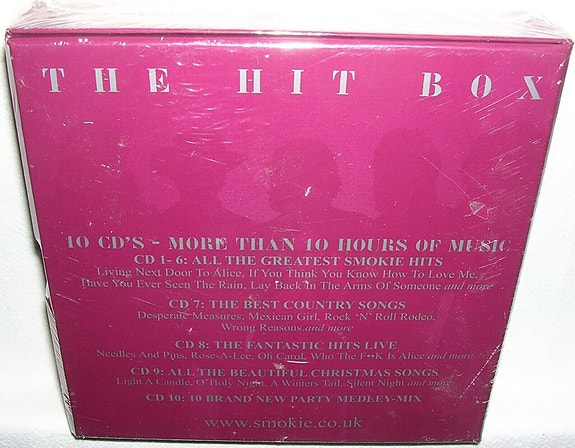 THE HIT BOX
10 CD'S - MORE THAN 10 HOURS OF MUSIC
CD 1- 6: ALL THE GREATEST SMOKIE HITS
Living Next Door To Alice, If You Think You Know How To Love Me,
Have You Ever Seen The Rain, Lay Back In The Arms Of Someone and more
CD 7: THE BEST COUNTRY SONGS
Desperate Measures, Mexican Girl, Rock 'N' Roll Rodeo,
Wrong Reasons and more
CD 8: THE FANTASTIC HITS LIVE
Needles And Pins, Rose-A-Lee, Oh Carol, Who The F**K Is Alice and more
CD 9: ALL THE BEAUTIFUL CHRISTMAS SONGS
Light A Candle, O'Holy Night, A Winters Tail, Silent Night and more
CD 10: 10 BRAND NEW PARTY MEDLEY-MIX
www.smokie.co.uk